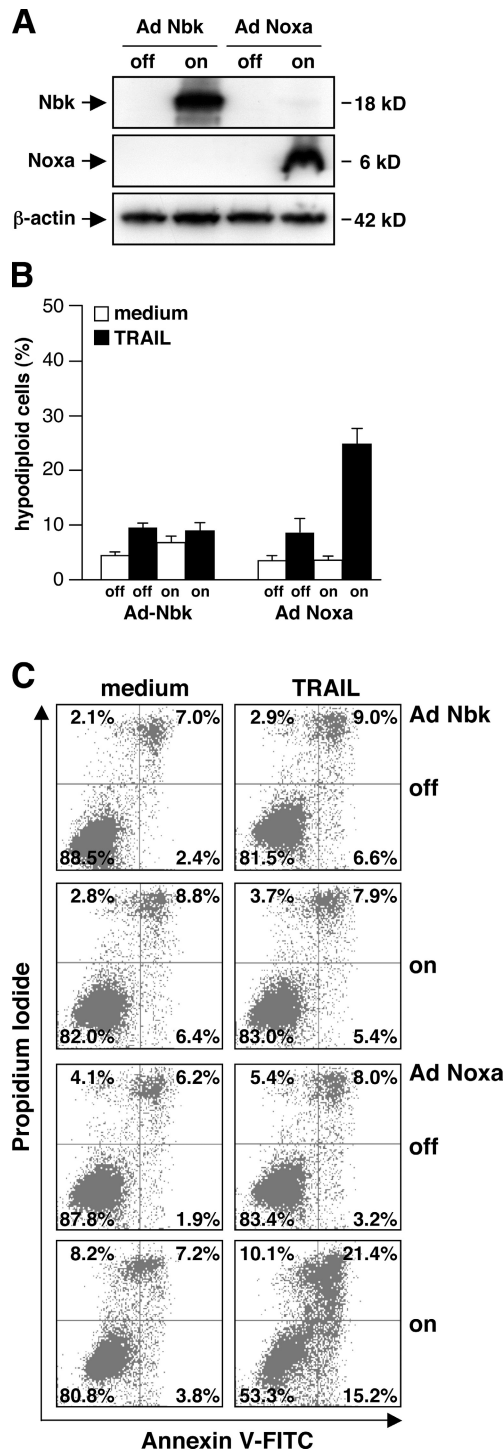 A
Ad Nbk Ad Noxa
off on off on
Nbk 18 kD
Noxa 6 kD
β-actin 42 kD
B
hypodiploid cells (%)
50
40
30
20
10
0
medium
TRAIL
off off on on off off on on
Ad-Nbk Ad Noxa
C
medium TRAIL
2.1% 7.0% 2.9% 9.0% Ad Nbk
off
88.5% 2.4% 81.5% 6.6%
2.8% 8.8% 3.7% 7.9%
on
82.0% 6.4% 83.0% 5.4%
4.1% 6.2% 5.4% 8.0% Ad Noxa
off
87.8% 1.9% 83.4% 3.2%
8.2% 7.2% 10.1% 21.4%
on
80.8% 3.8% 53.3% 15.2%
Propidium Iodide
Annexin V-FITC